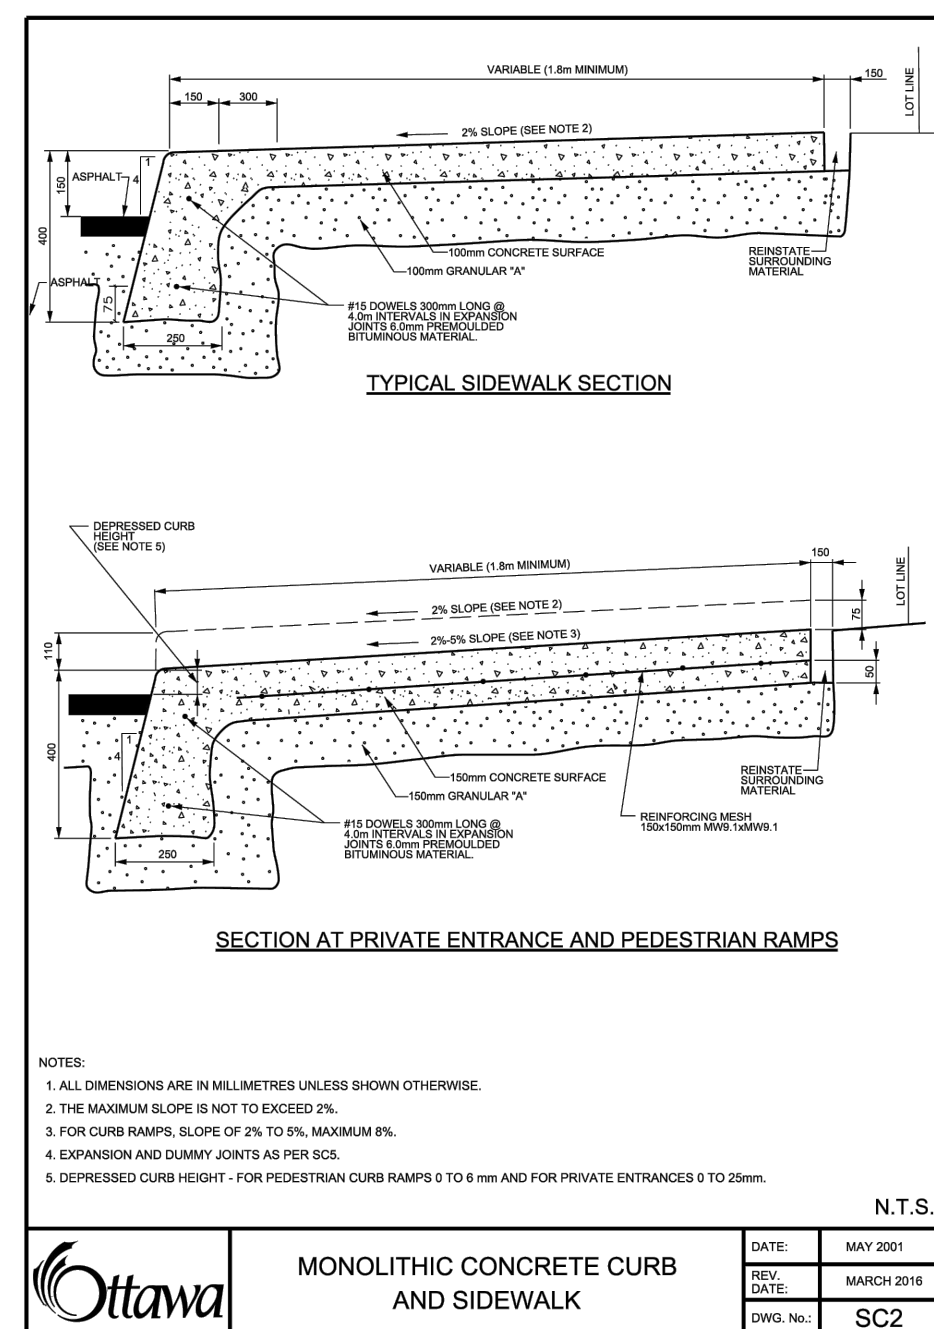 VARIABLE (1.8m MINIMUM)
150
LOT LINE
150
300
2% SLOPE (SEE NOTE 2)
1
4
ASPHALT
150
400
ASPHALT
75
250
100mm CONCRETE SURFACE
100mm GRANULAR "A"
REINSTATE
SURROUNDING
MATERIAL
#15 DOWELS 300mm LONG @
4.0m INTERVALS IN EXPANSION
JOINTS 6.0mm PREMOULDED
BITUMINOUS MATERIAL.
TYPICAL SIDEWALK SECTION
DEPRESSED CURB
HEIGHT
(SEE NOTE 5)
VARIABLE (1.8m MINIMUM)
150
LOT LINE
2% SLOPE (SEE NOTE 2)
75
2%-5% SLOPE (SEE NOTE 3)
110
50
400
1
4
250
150mm CONCRETE SURFACE
150mm GRANULAR "A"
REINSTATE
SURROUNDING
MATERIAL
REINFORCING MESH
150x150mm MW9.1xMW9.1
#15 DOWELS 300mm LONG @
4.0m INTERVALS IN EXPANSION
JOINTS 6.0mm PREMOULDED
BITUMINOUS MATERIAL.
SECTION AT PRIVATE ENTRANCE AND PEDESTRIAN RAMPS
NOTES:
1. ALL DIMENSIONS ARE IN MILLIMETRES UNLESS SHOWN OTHERWISE.
2. THE MAXIMUM SLOPE IS NOT TO EXCEED 2%.
3. FOR CURB RAMPS, SLOPE OF 2% TO 5%, MAXIMUM 8%.
4. EXPANSION AND DUMMY JOINTS AS PER SC5.
5. DEPRESSED CURB HEIGHT - FOR PEDESTRIAN CURB RAMPS 0 TO 6 mm AND FOR PRIVATE ENTRANCES 0 TO 25mm.
N.T.S.
Ottawa
MONOLITHIC CONCRETE CURB
AND SIDEWALK
DATE:
MAY 2001
REV.
DATE:
MARCH 2016
DWG. No.:
SC2